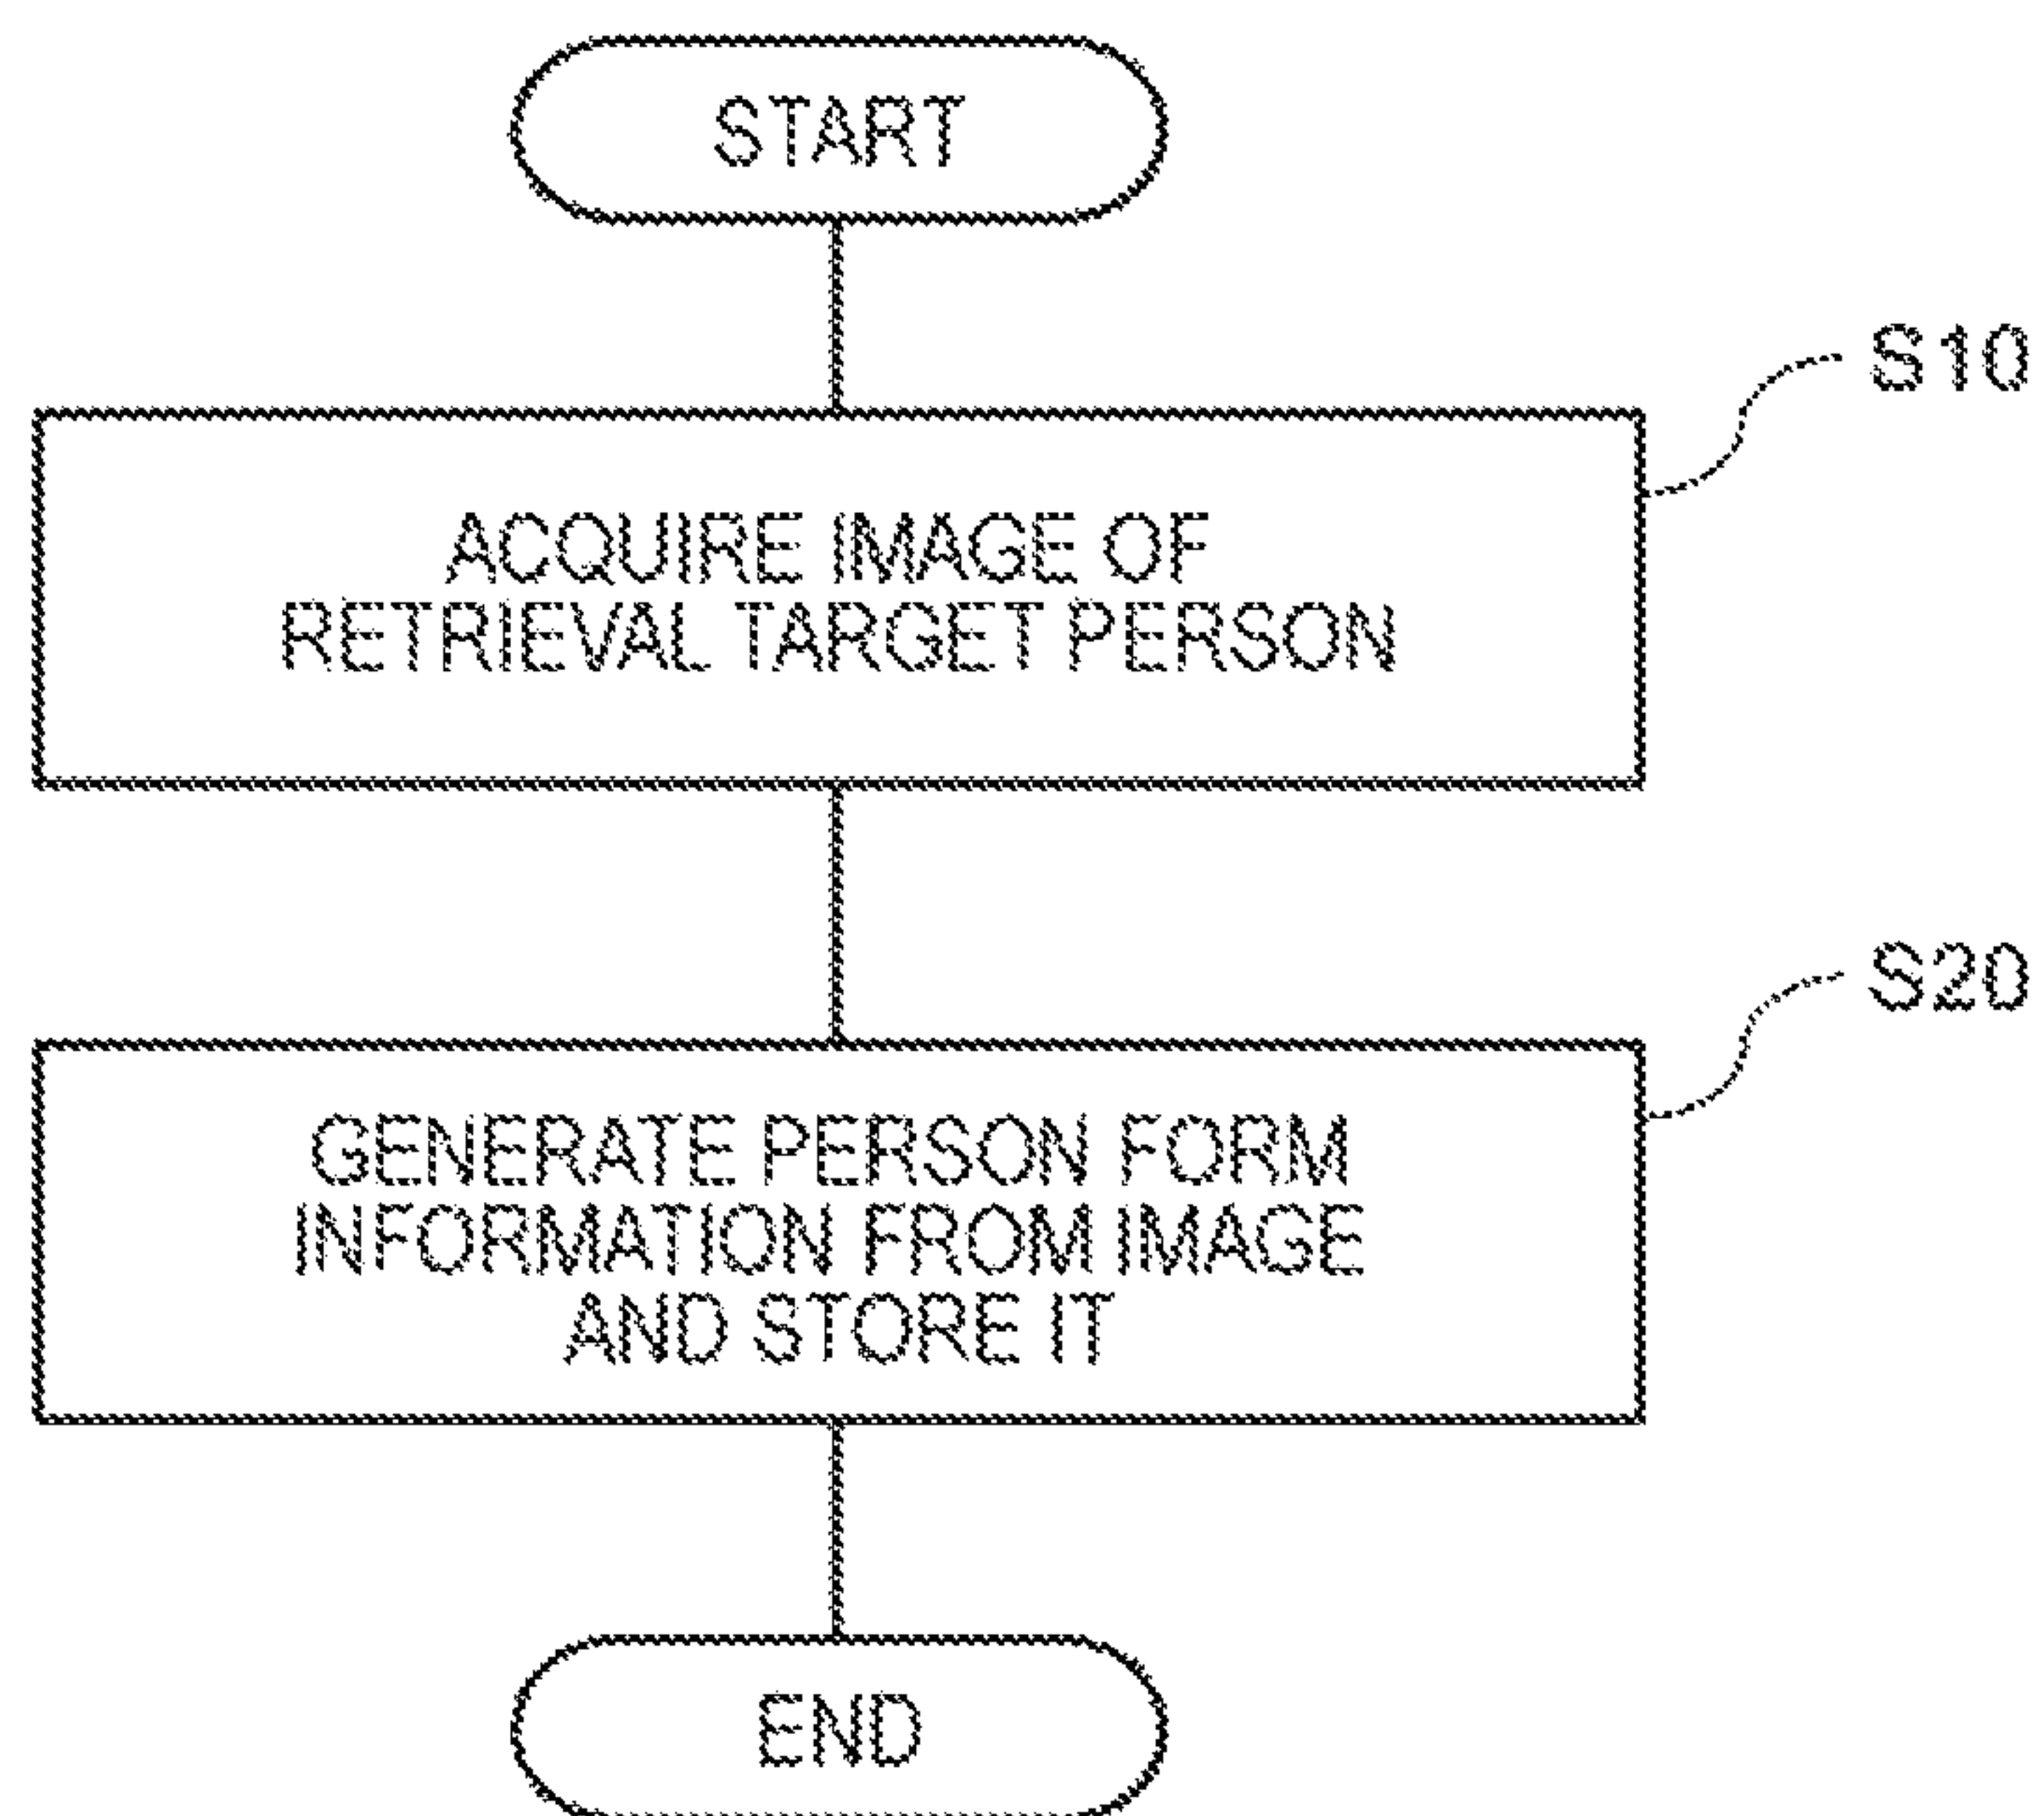 START
S10
ACQUIRE IMAGE OF
RETRIEVAL TARGET PERSON
S20
GENERATE PERSON FORM
INFORMATION FROM IMAGE
AND STORE IT
END